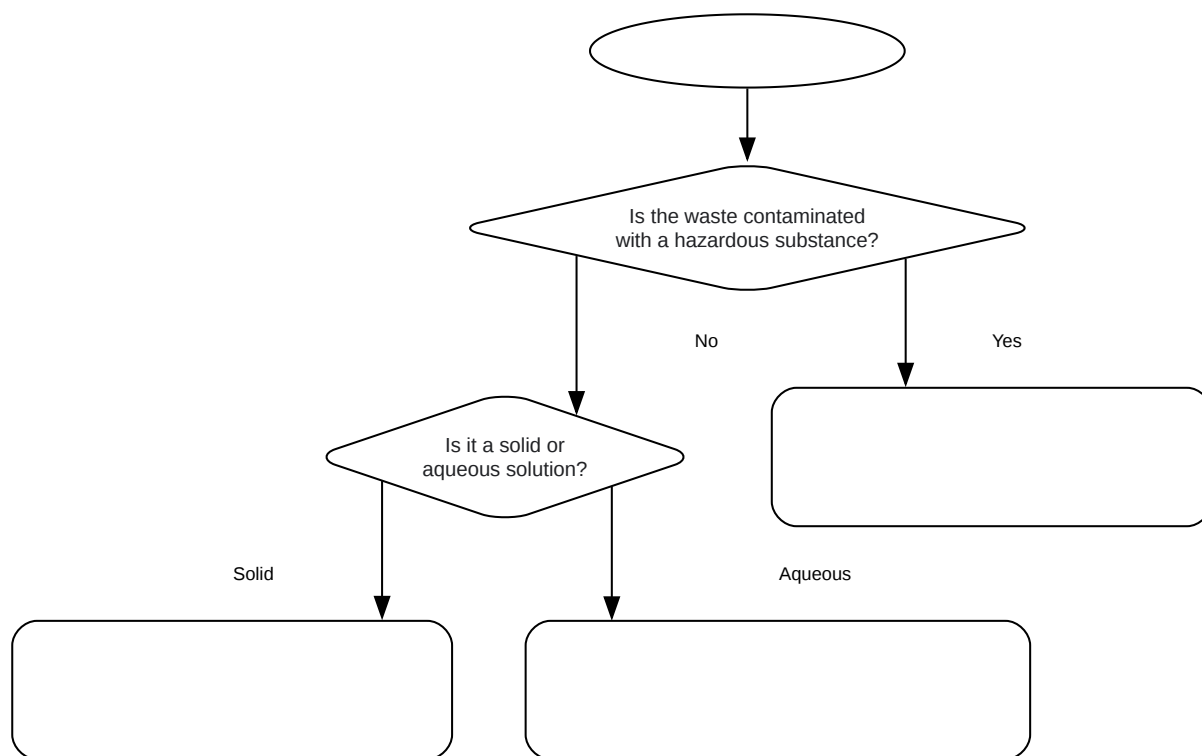 Is the waste contaminated
with a hazardous substance?
No
Yes
Is it a solid or
aqueous solution?
Solid
Aqueous